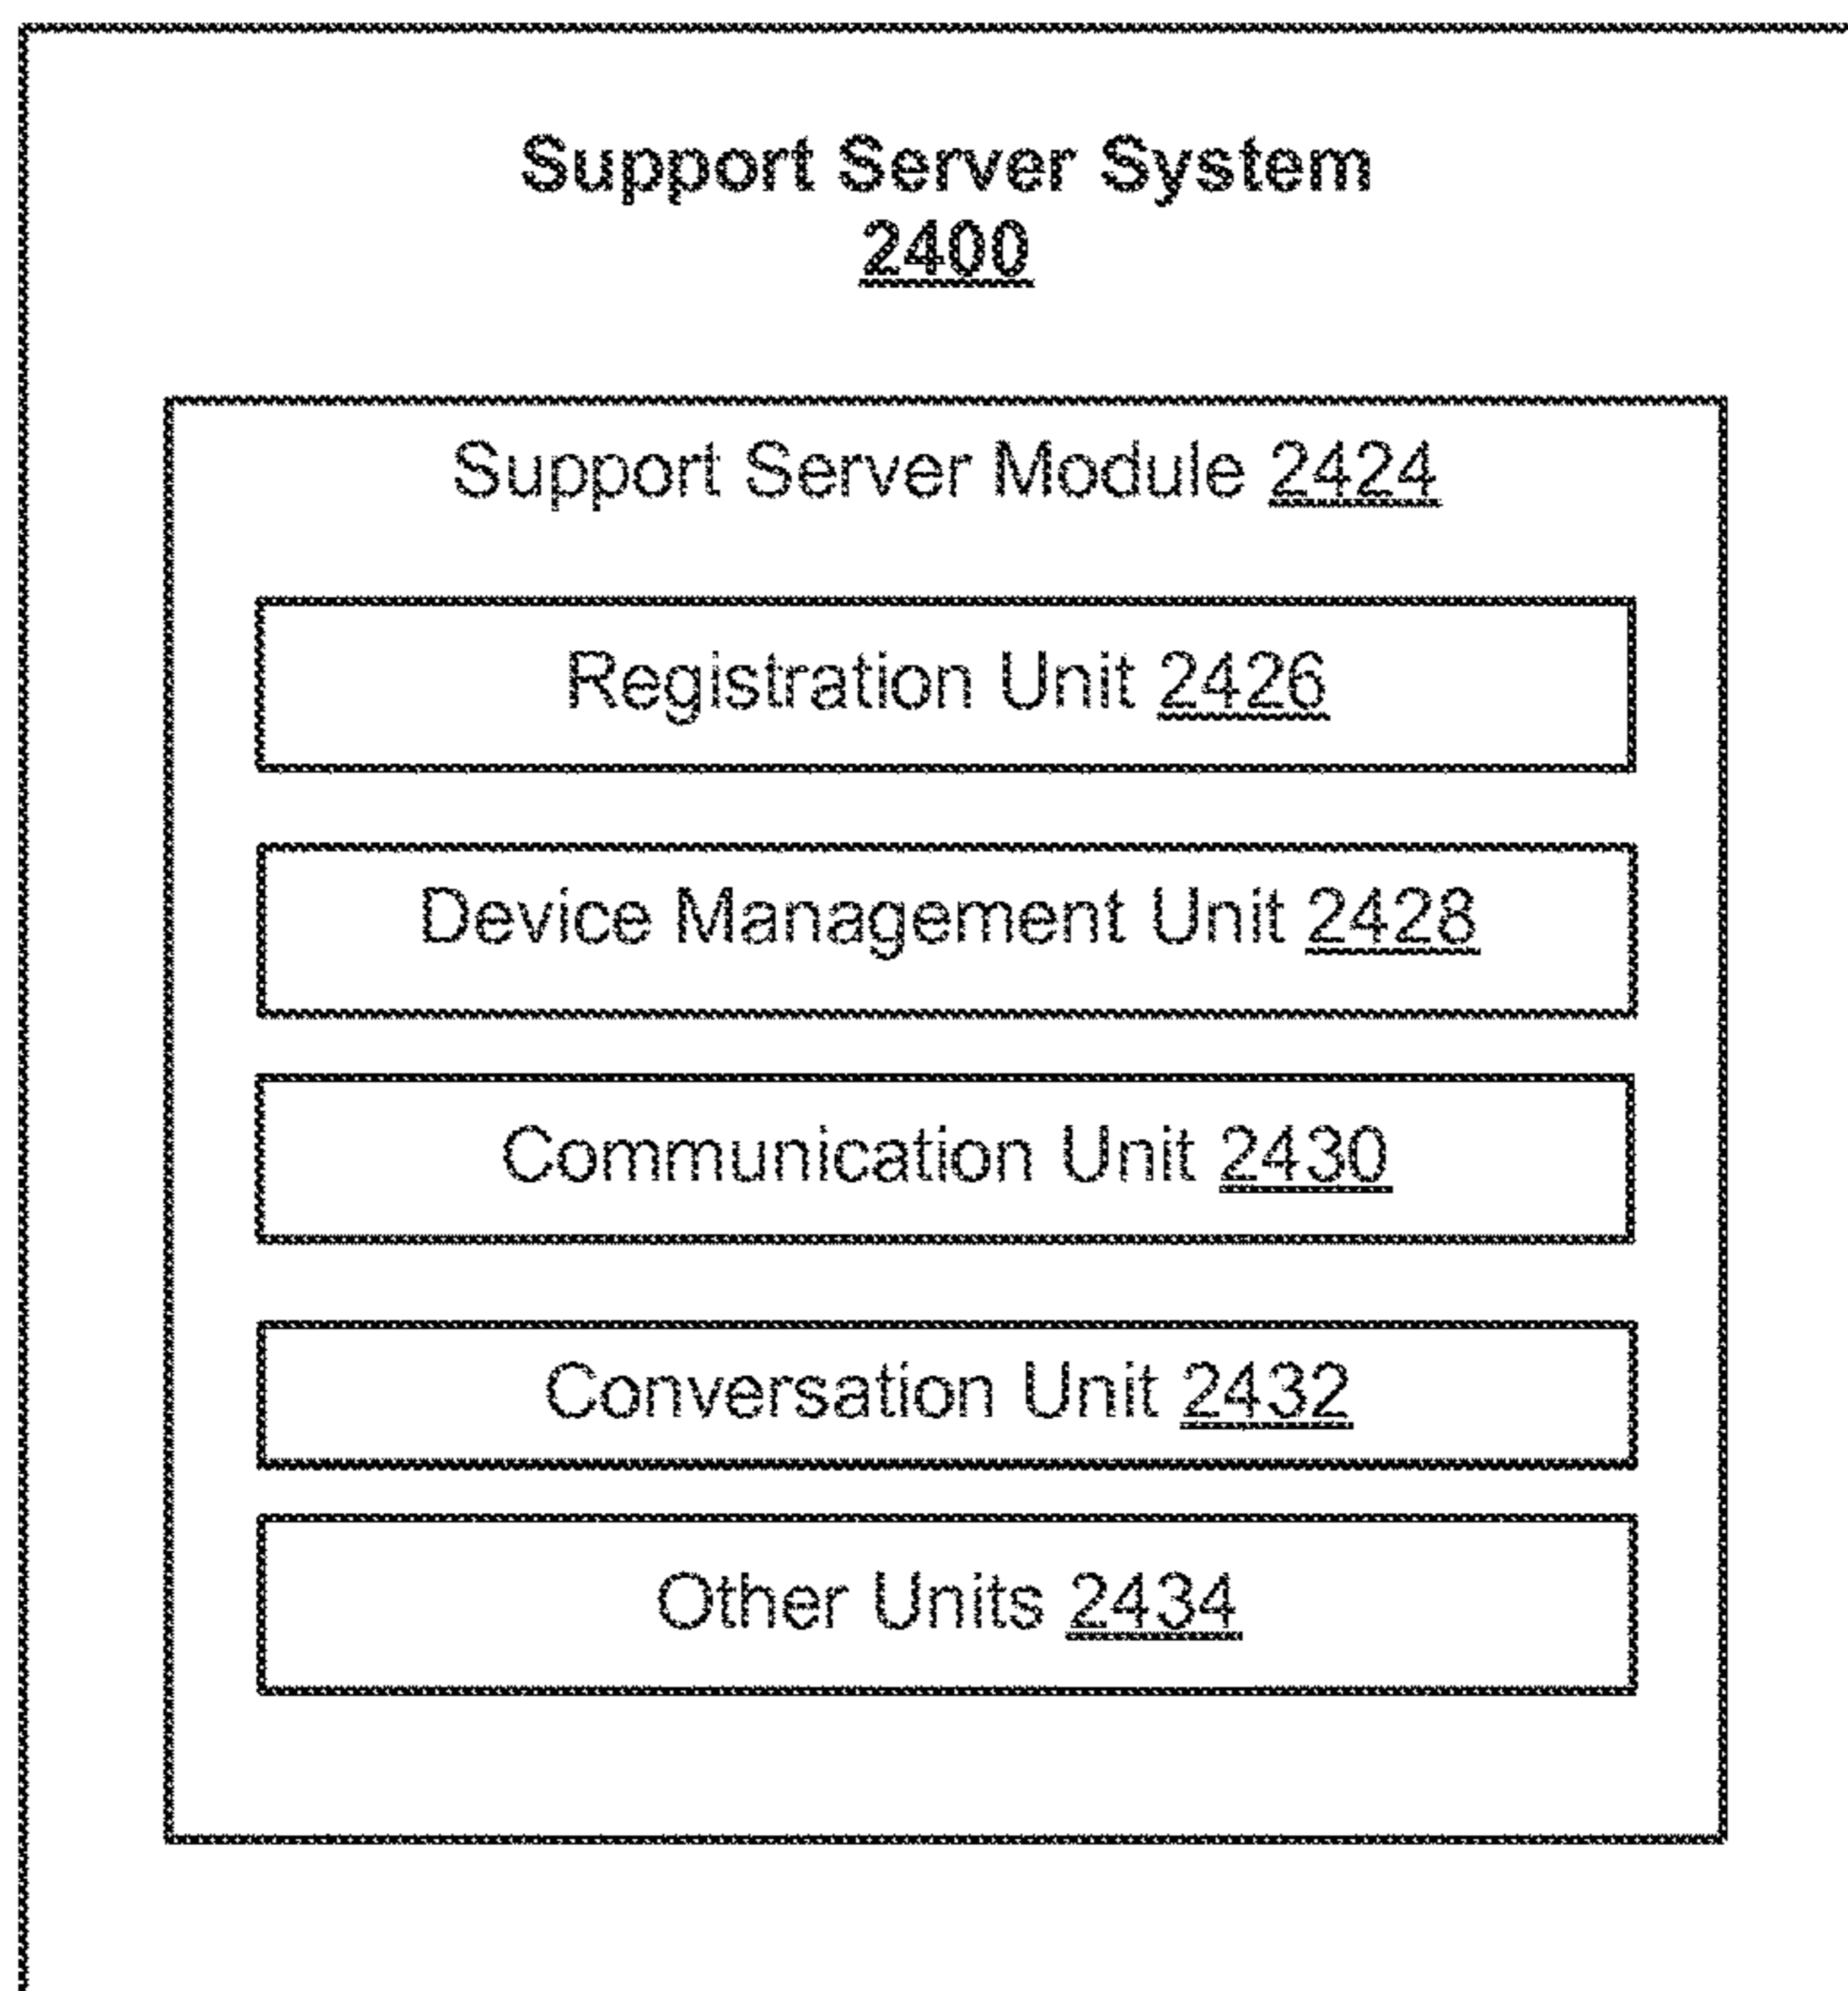 Support Server System
2400
Support Server Module 2424
Registration Unit 2426
Device Management Unit 2428
Communication Unit 2430
Conversation Unit 2432
Other Units 2434